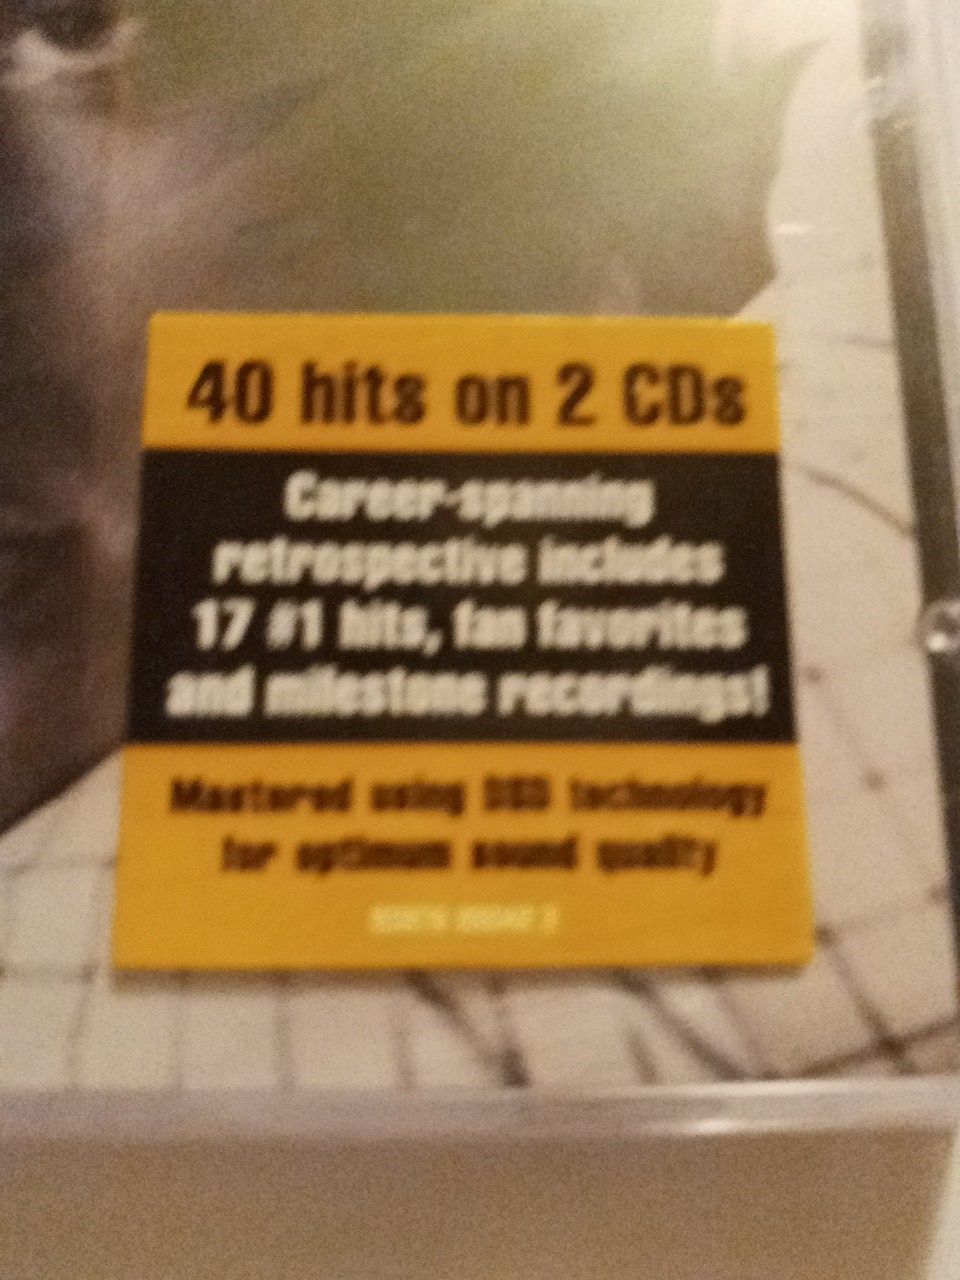 40 hits on 2 CDs
Career-spanning
retrospective includes
17 #1 hits, fan favorites
and milestone recordings!
Mastered using DSD technology
for optimum sound quality